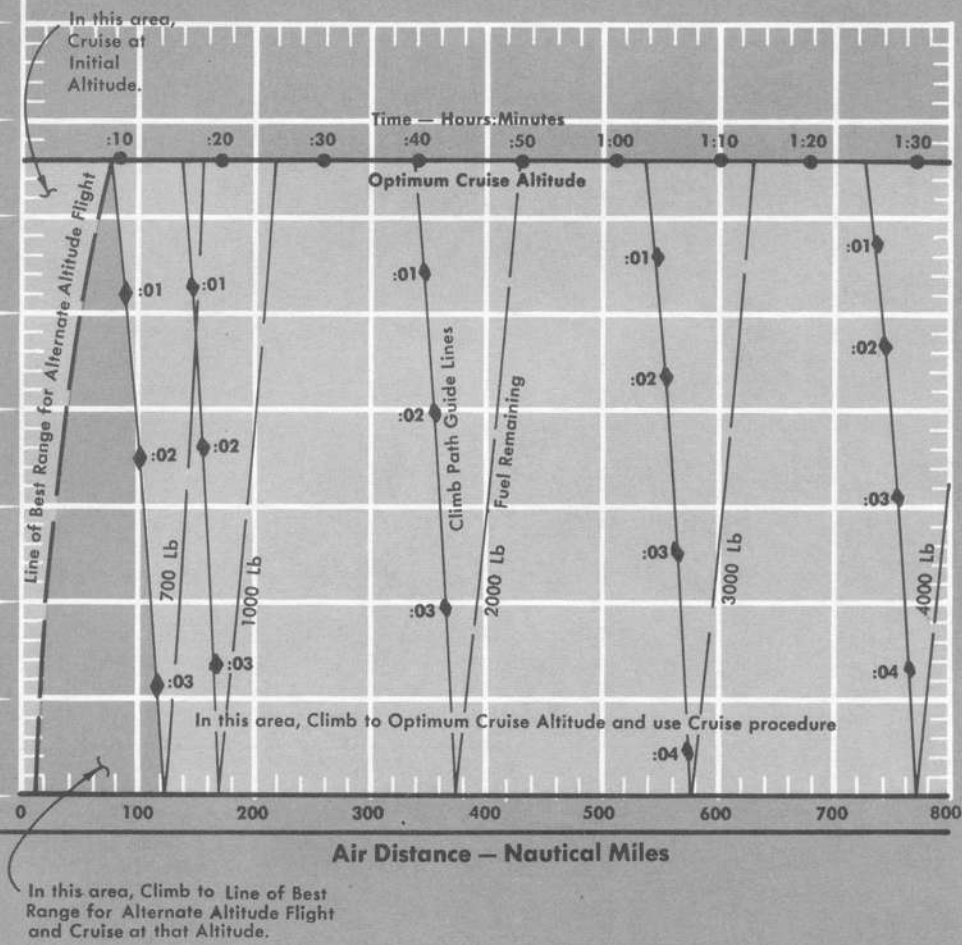 In this area,
Cruise at
Initial
Altitude.
Time — Hours:Minutes
:10 :20 :30 :40 :50 1:00 1:10 1:20 1:30
Optimum Cruise Altitude
Line of Best Range for Alternate Altitude Flight
:01 :01 :01 :01 :01
:02 :02 :02 :02 :02
Climb Path Guide Lines
Fuel Remaining
:03 :03 :03 :03 :03
700 Lb
1000 Lb
2000 Lb
3000 Lb
4000 Lb
:04
In this area, Climb to Optimum Cruise Altitude and use Cruise procedure
:04
0 100 200 300 400 500 600 700 800
Air Distance — Nautical Miles
In this area, Climb to Line of Best
Range for Alternate Altitude Flight
and Cruise at that Altitude.